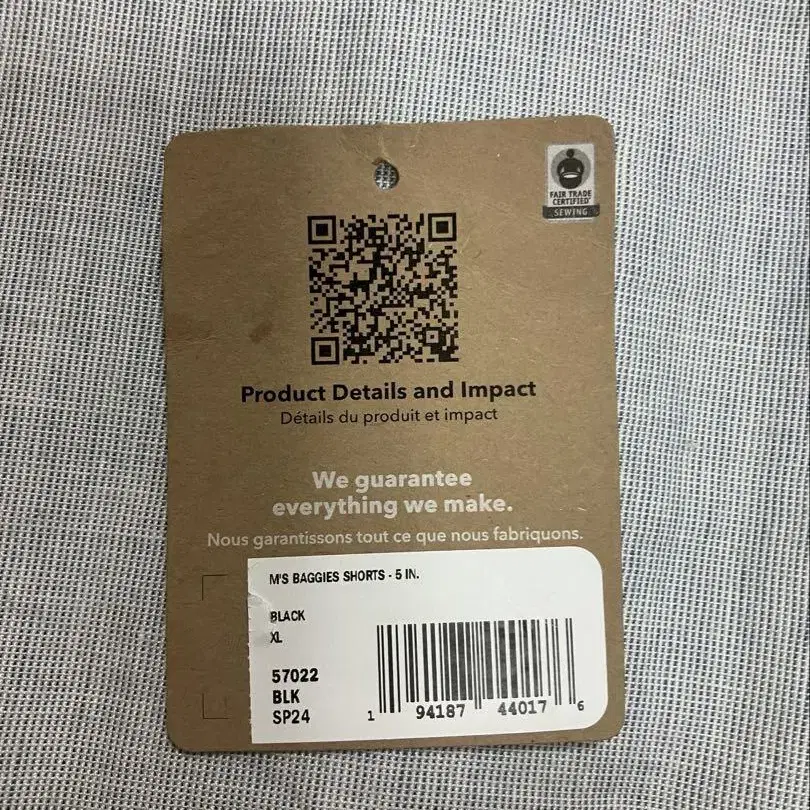 FAIR TRADE
CERTIFIED
SEWING
Product Details and Impact
Détails du produit et impact
We guarantee
everything we make.
Nous garantissons tout ce que nous fabriquons.
M'S BAGGIES SHORTS - 5 IN.
BLACK
XL
57022
BLK
SP24
1 94187 44017 6